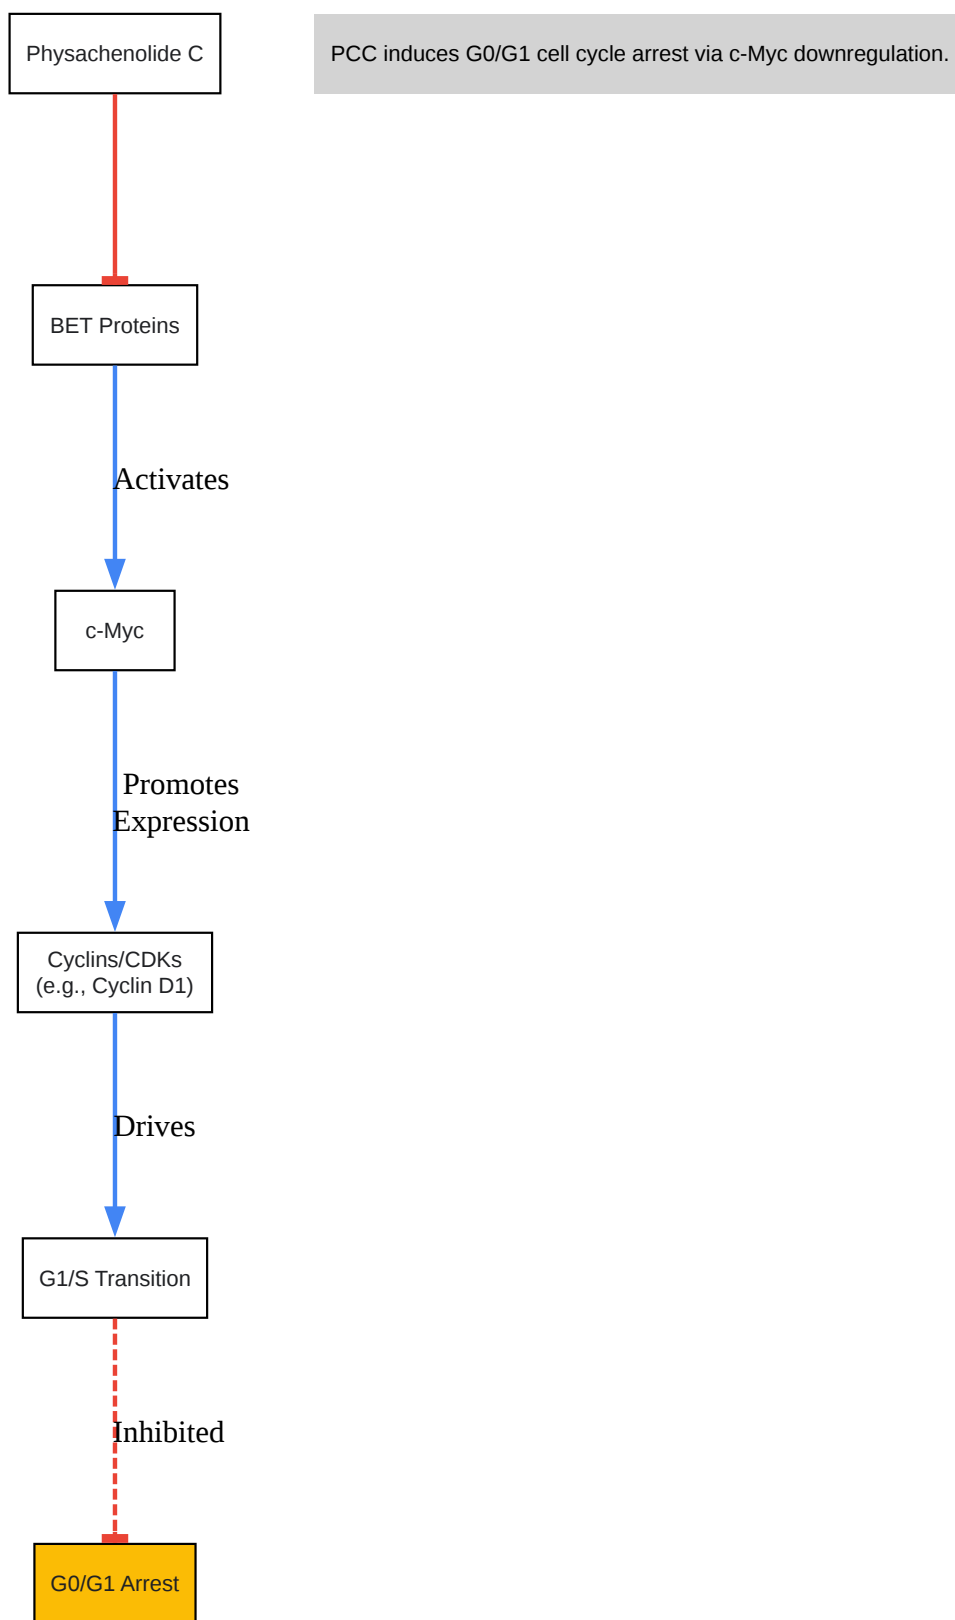 Physachenolide C
PCC induces G0/G1 cell cycle arrest via c-Myc downregulation.
BET Proteins
Activates
c-Myc
Promotes
Expression
Cyclins/CDKs
(e.g., Cyclin D1)
Drives
G1/S Transition
Inhibited
G0/G1 Arrest